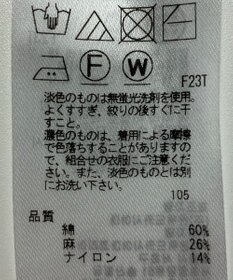 F W
F23T
淡色のものは無蛍光洗剤を使用。
よくすすぎ、絞りの後すぐに干
すこと。
濃色のものは、着用による摩擦
で色落ちすることがありますの
で、組合せの衣服にご注意くだ
さい。また、淡色のものとは別
にお洗い下さい。
105
品質
綿 60%
麻 26%
ナイロン 14%